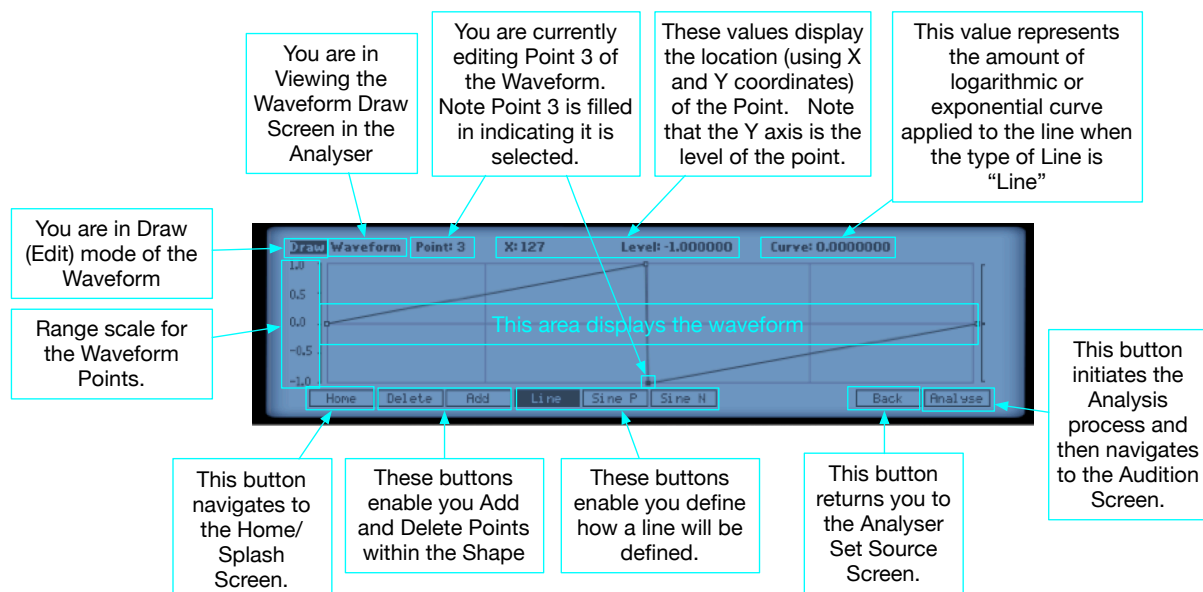 You are in
Viewing the
Waveform Draw
Screen in the
Analyser
You are currently
editing Point 3 of
the Waveform.
Note Point 3 is filled
in indicating it is
selected.
These values display
the location (using X
and Y coordinates)
of the Point. Note
that the Y axis is the
level of the point.
This value represents
the amount of
logarithmic or
exponential curve
applied to the line when
the type of Line is
“Line”
You are in Draw
(Edit) mode of the
Waveform
Range scale for
the Waveform
Points.
Draw Waveform Point: 3 X: 127 Level: -1.000000 Curve: 0.0000000
1.0
0.5
0.0
-0.5
-1.0
This area displays the waveform
Home Delete Add Line Sine P Sine N Back Analyse
This button
initiates the
Analysis
process and
then navigates
to the Audition
Screen.
This button
navigates to
the Home/
Splash
Screen.
These buttons
enable you Add
and Delete Points
within the Shape
These buttons
enable you define
how a line will be
defined.
This button
returns you to
the Analyser
Set Source
Screen.